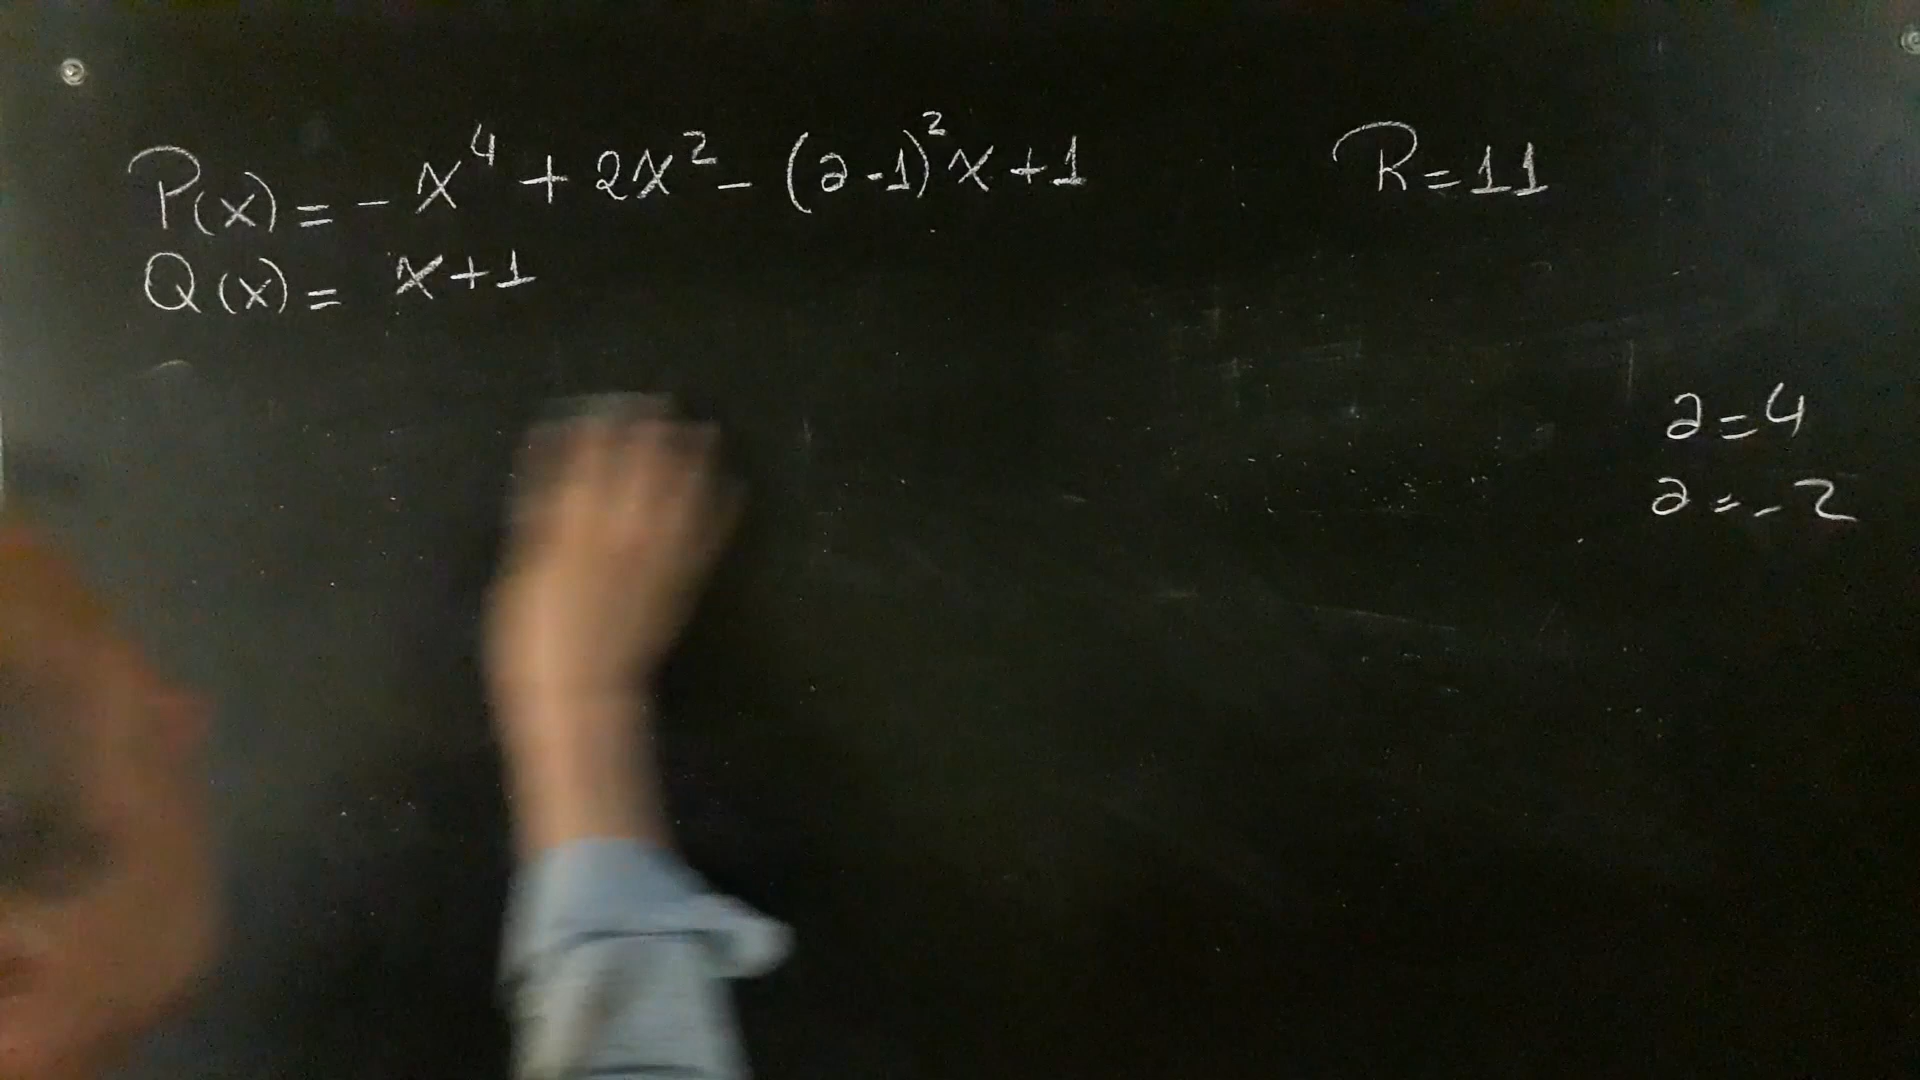 P(x) = - x⁴ + 2x² - (a-1)²x + 1 R = 11
Q(x) = x + 1
a = 4
a = - 2